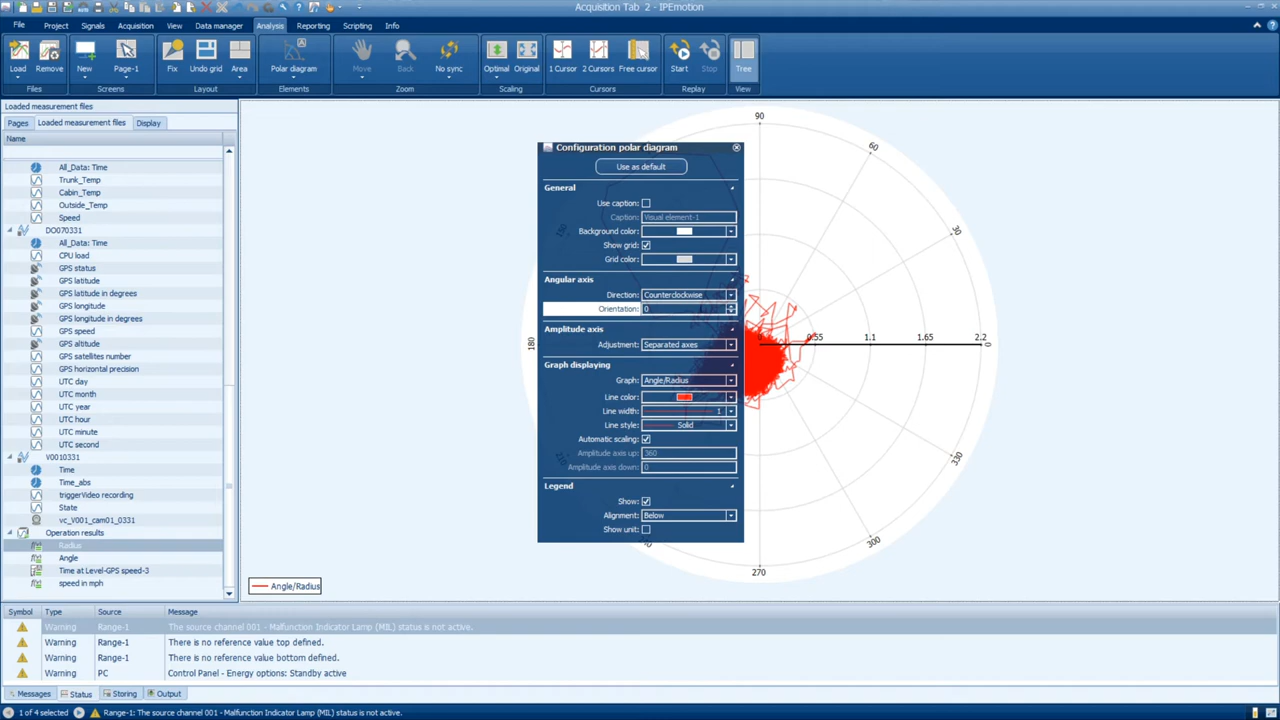 Acquisition Tab 2 - IPEmotion
File Project Signals Acquisition View Data manager Analysis Reporting Scripting Info
Load Remove New Page-1 Fix Undo grid Area Polar diagram Move Back No sync Optimal Original 1 Cursor 2 Cursors Free cursor Start Stop Tree
Files Screens Layout Elements Zoom Scaling Cursors Replay View
Loaded measurement files
Pages Loaded measurement files Display
Name
All_Data: Time
Trunk_Temp
Cabin_Temp
Outside_Temp
Speed
DO070331
All_Data: Time
CPU load
GPS status
GPS latitude
GPS latitude in degrees
GPS longitude
GPS longitude in degrees
GPS speed
GPS altitude
GPS satellites number
GPS horizontal precision
UTC day
UTC month
UTC year
UTC hour
UTC minute
UTC second
V0010331
Time
Time_abs
triggerVideo recording
State
vc_V001_cam01_0331
Operation results
Radius
Angle
Time at Level-GPS speed-3
speed in mph
90
60
30
0
330
300
270
210
180
150
0 0.55 1.1 1.65 2.2
Configuration polar diagram
Use as default
General
Use caption:
Caption: Visual element-1
Background color:
Show grid:
Grid color:
Angular axis
Direction: Counterclockwise
Orientation: 0
Amplitude axis
Adjustment: Separated axes
Graph displaying
Graph: Angle/Radius
Line color:
Line width: 1
Line style: Solid
Automatic scaling:
Amplitude axis up: 360
Amplitude axis down: 0
Legend
Show:
Alignment: Below
Show unit:
Angle/Radius
Symbol Type Source Message
Warning Range-1 The source channel 001 - Malfunction Indicator Lamp (MIL) status is not active.
Warning Range-1 There is no reference value top defined.
Warning Range-1 There is no reference value bottom defined.
Warning PC Control Panel - Energy options: Standby active
Messages Status Storing Output
1 of 4 selected Range-1: The source channel 001 - Malfunction Indicator Lamp (MIL) status is not active.